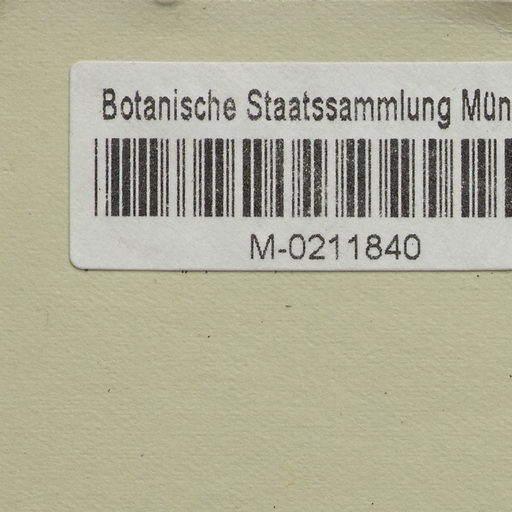 Botanische Staatssammlung Mün
M-0211840